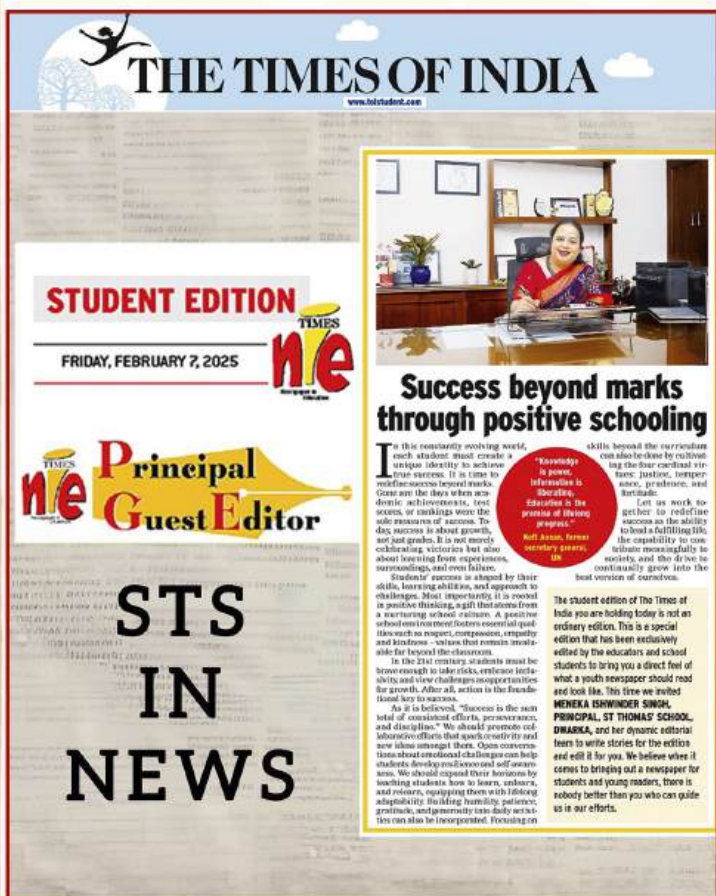 THE TIMES OF INDIA
www.toistudent.com
STUDENT EDITION
FRIDAY, FEBRUARY 7, 2025
TIMES
nie
Newspaper in
Education
TIMES
nie
Principal
Guest Editor
STS
IN
NEWS
Success beyond marks
through positive schooling
In this constantly evolving world,
each student must create a
unique identity to achieve
true success. It is time to
redefine success beyond marks.
Gone are the days when aca-
demic achievements, test
scores, or rankings were the
sole measures of success. To-
day, success is about growth,
not just grades. It is not merely
celebrating victories but also
about learning from experiences,
surroundings, and even failure.
Students' success is shaped by their
skills, learning abilities, and approach to
challenges. Most importantly, it is rooted
in positive thinking, a gift that stems from
a nurturing school culture. A positive
school environment fosters essential qual-
ities such as respect, compassion, empathy
and kindness – values that remain invalu-
able far beyond the classroom.
In the 21st century, students must be
brave enough to take risks, embrace inclu-
sivity, and view challenges as opportunities
for growth. After all, action is the founda-
tional key to success.
As it is believed, "Success is the sum
total of consistent efforts, perseverance,
and discipline." We should promote col-
laborative efforts that spark creativity and
new ideas amongst them. Open conversa-
tions about emotional challenges can help
students develop resilience and self-aware-
ness. We should expand their horizons by
teaching students how to learn, unlearn,
and relearn, equipping them with lifelong
adaptability. Building humility, patience,
gratitude, and generosity into daily activi-
ties can also be incorporated. Focusing on
"Knowledge
is power,
Information is
liberating.
Education is the
premise of lifelong
progress."
Kofi Annan, former
secretary general,
UN
skills beyond the curriculum
can also be done by cultivat-
ing the four cardinal vir-
tues: justice, temper-
ance, prudence, and
fortitude.
Let us work to-
gether to redefine
success as the ability
to lead a fulfilling life,
the capability to con-
tribute meaningfully to
society, and the drive to
continually grow into the
best version of ourselves.
The student edition of The Times of
India you are holding today is not an
ordinary edition. This is a special
edition that has been exclusively
edited by the educators and school
students to bring you a direct feel of
what a youth newspaper should read
and look like. This time we invited
MENEKA ISHWINDER SINGH,
PRINCIPAL, ST THOMAS' SCHOOL,
DWARKA, and her dynamic editorial
team to write stories for the edition
and edit it for you. We believe when it
comes to bringing out a newspaper for
students and young readers, there is
nobody better than you who can guide
us in our efforts.